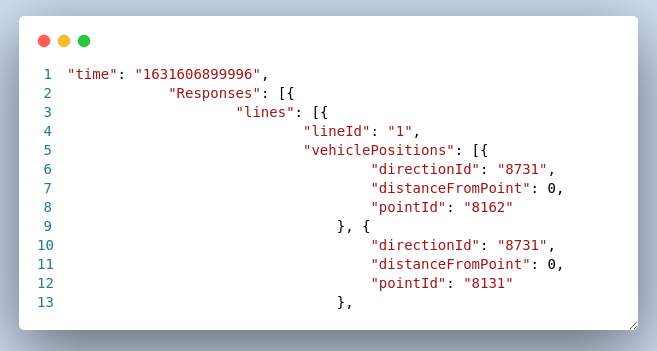 1 "time": "1631606899996",
2 "Responses": [{
3 "lines": [{
4 "lineId": "1",
5 "vehiclePositions": [{
6 "directionId": "8731",
7 "distanceFromPoint": 0,
8 "pointId": "8162"
9 }, {
10 "directionId": "8731",
11 "distanceFromPoint": 0,
12 "pointId": "8131"
13 },